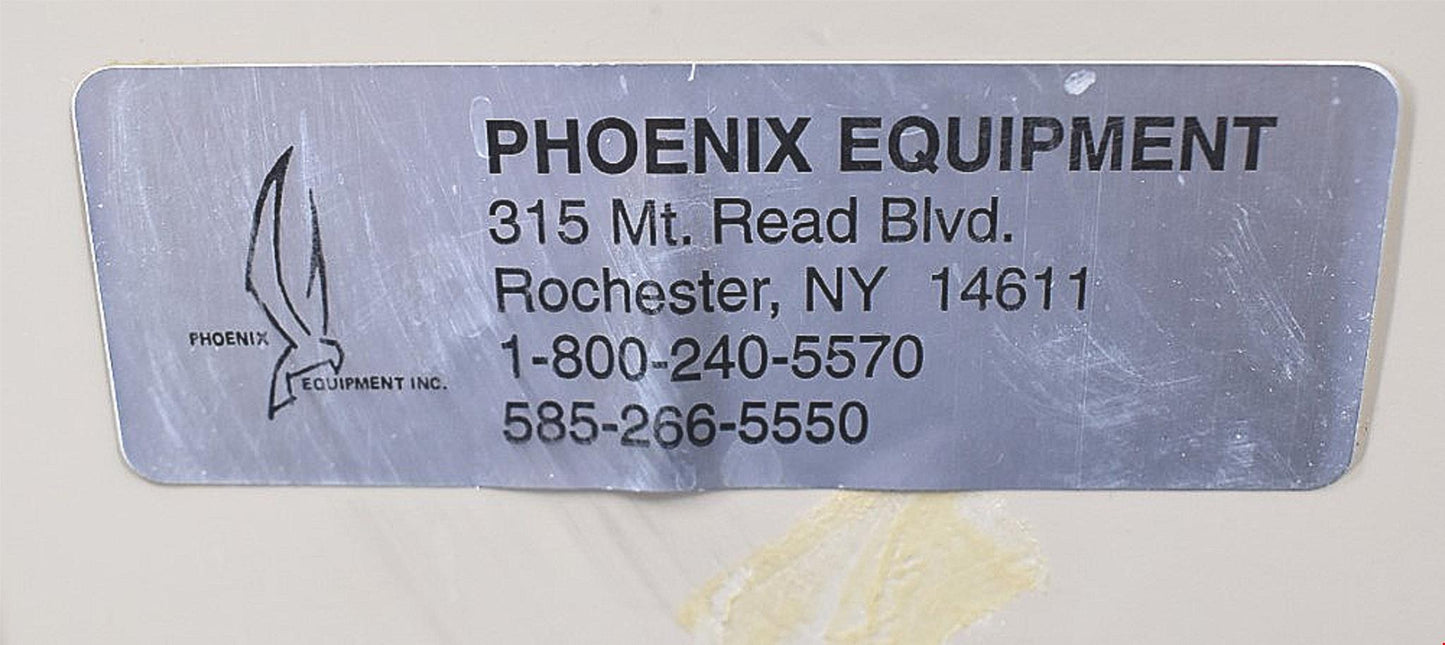 PHOENIX EQUIPMENT
315 Mt. Read Blvd.
Rochester, NY 14611
1-800-240-5570
585-266-5550
PHOENIX
EQUIPMENT INC.